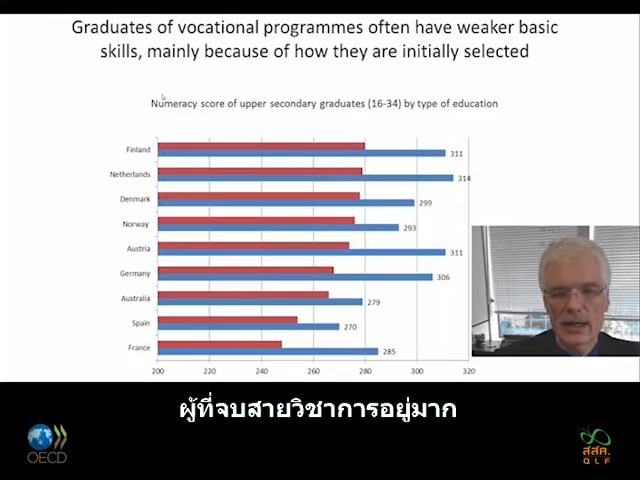 Graduates of vocational programmes often have weaker basic
skills, mainly because of how they are initially selected
Numeracy score of upper secondary graduates (16-34) by type of education
Finland 311
Netherlands 314
Denmark 299
Norway 293
Austria 311
Germany 306
Australia 279
Spain 270
France 285
200 220 240 260 280 300 320
ผู้ที่จบสายวิชาการอยู่มาก
OECD
สสค.
QLF